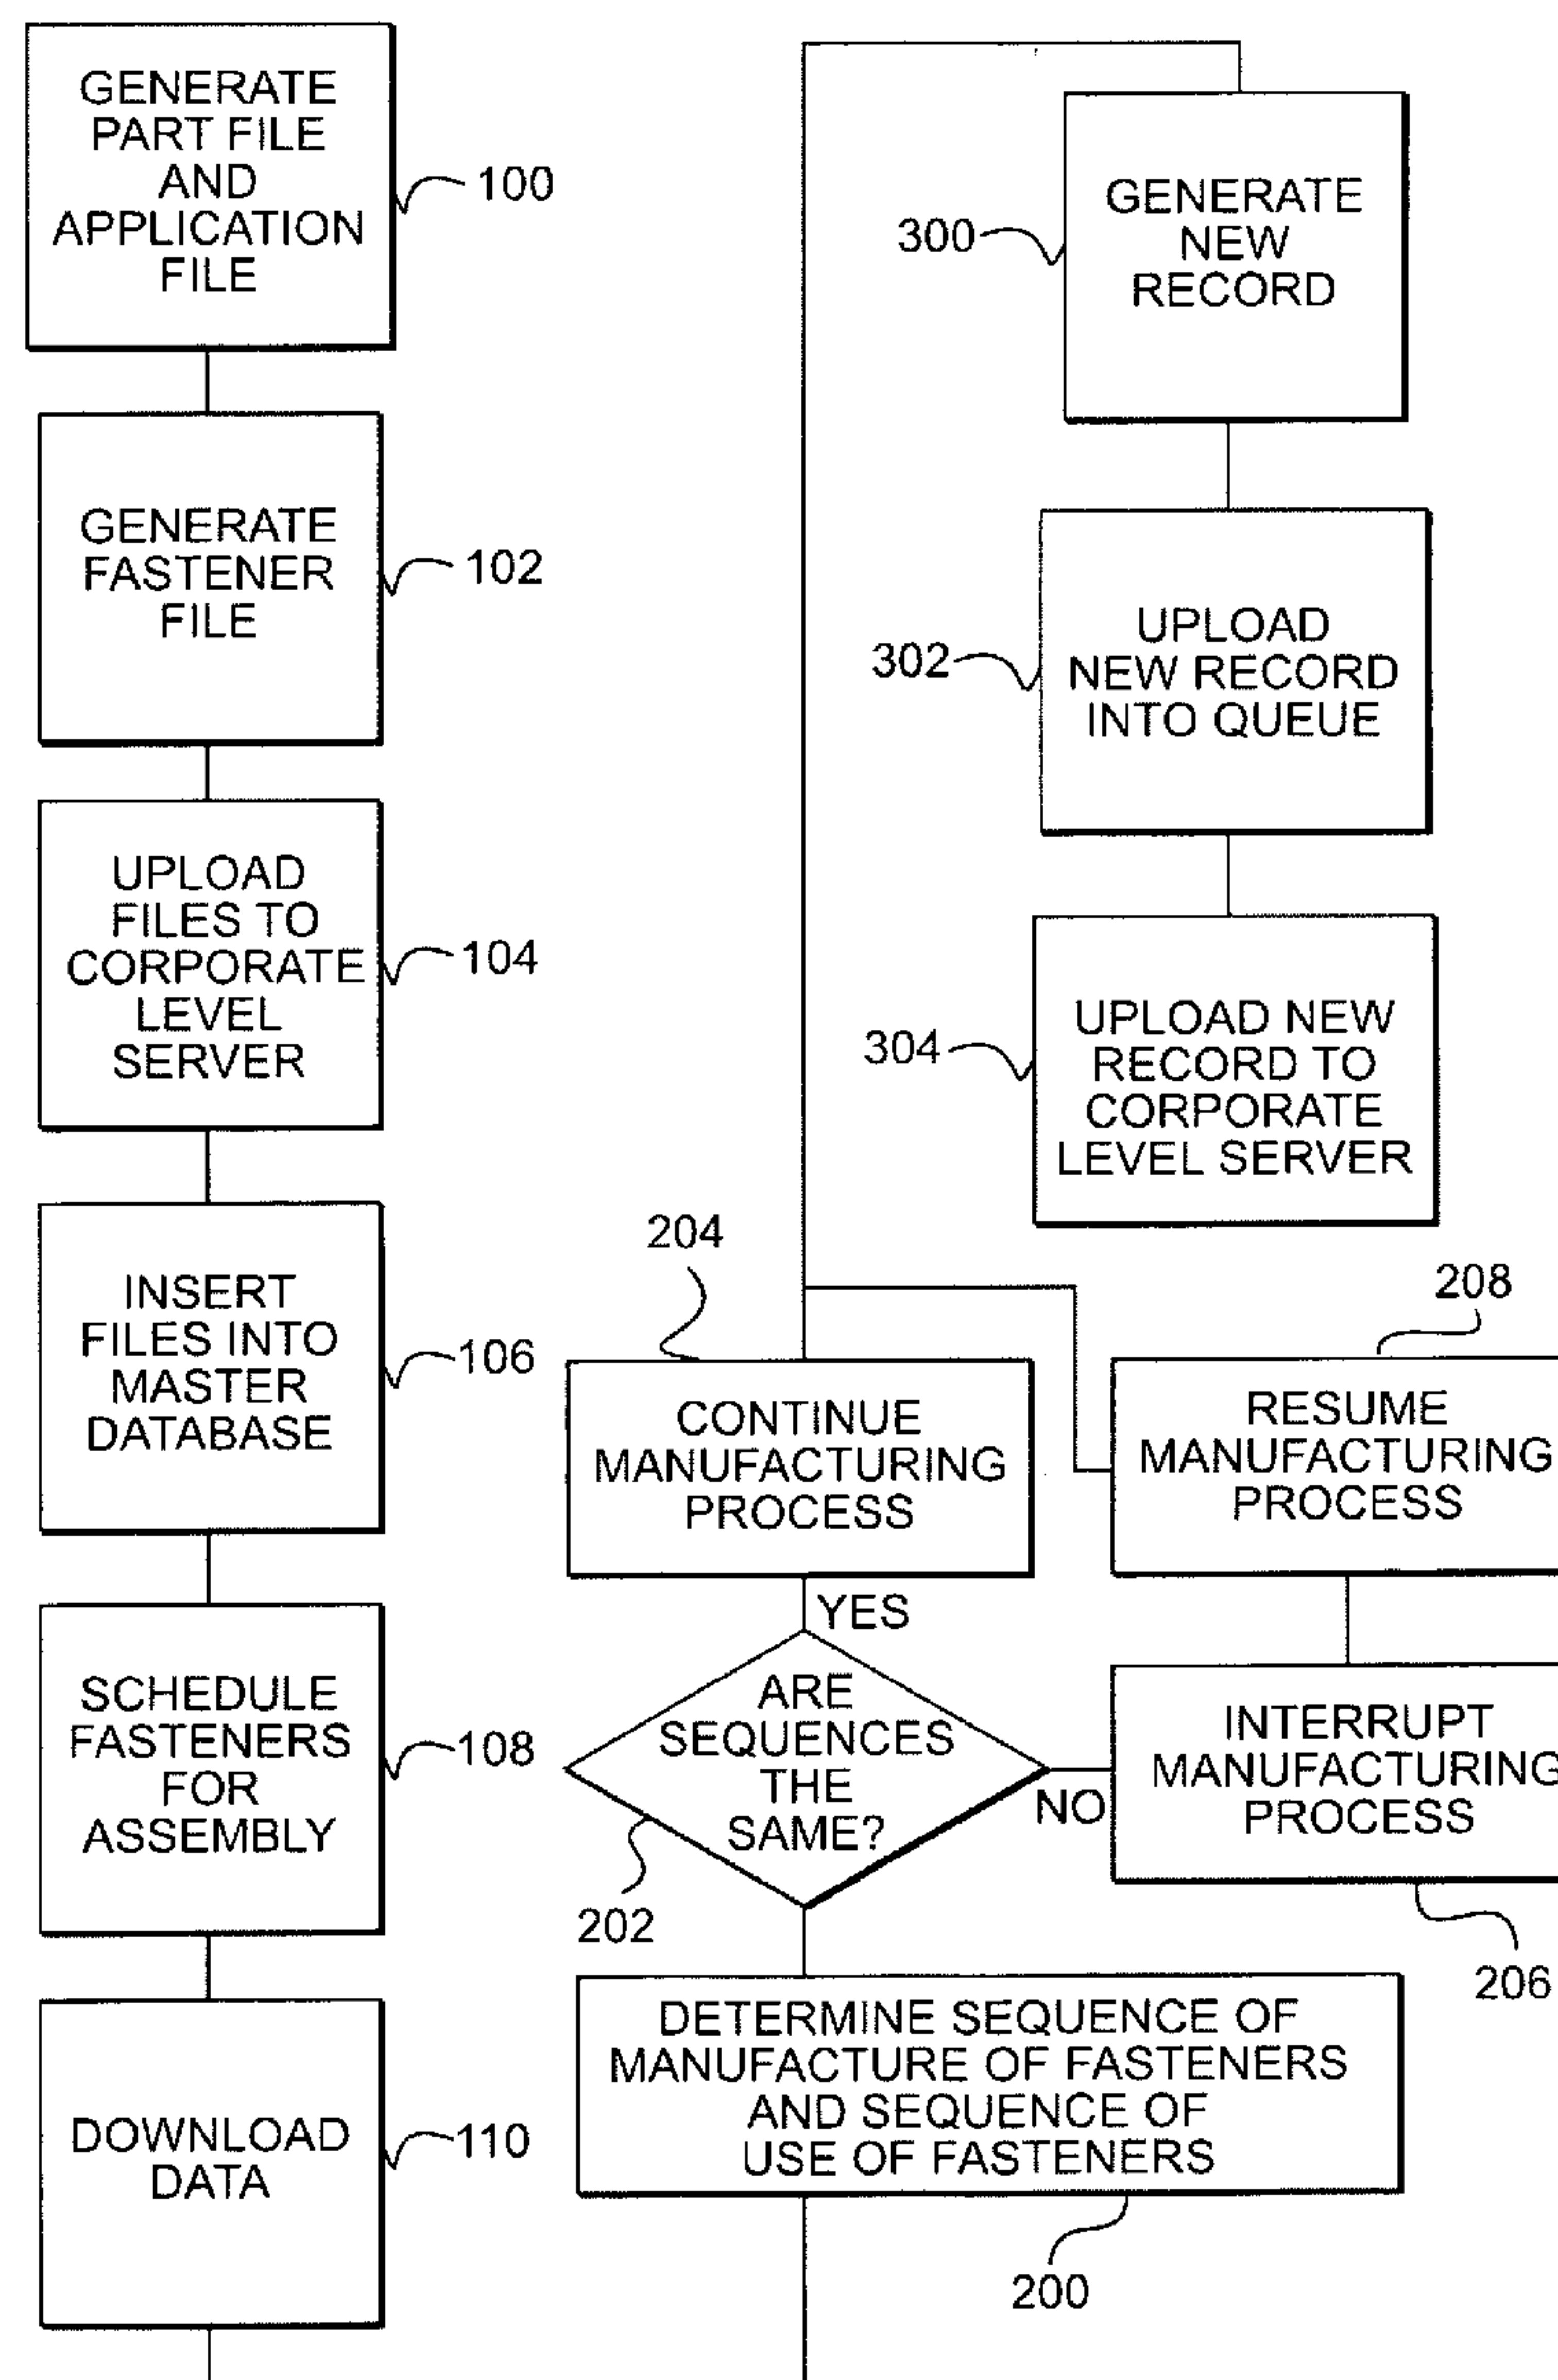 GENERATE
PART FILE
AND
APPLICATION
FILE
100
GENERATE
FASTENER
FILE
102
UPLOAD
FILES TO
CORPORATE
LEVEL
SERVER
104
INSERT
FILES INTO
MASTER
DATABASE
106
SCHEDULE
FASTENERS
FOR
ASSEMBLY
108
DOWNLOAD
DATA
110
GENERATE
NEW
RECORD
300
UPLOAD
NEW RECORD
INTO QUEUE
302
UPLOAD NEW
RECORD TO
CORPORATE
LEVEL SERVER
304
204
CONTINUE
MANUFACTURING
PROCESS
208
RESUME
MANUFACTURING
PROCESS
YES
ARE
SEQUENCES
THE
SAME?
202
NO
INTERRUPT
MANUFACTURING
PROCESS
206
DETERMINE SEQUENCE OF
MANUFACTURE OF FASTENERS
AND SEQUENCE OF
USE OF FASTENERS
200